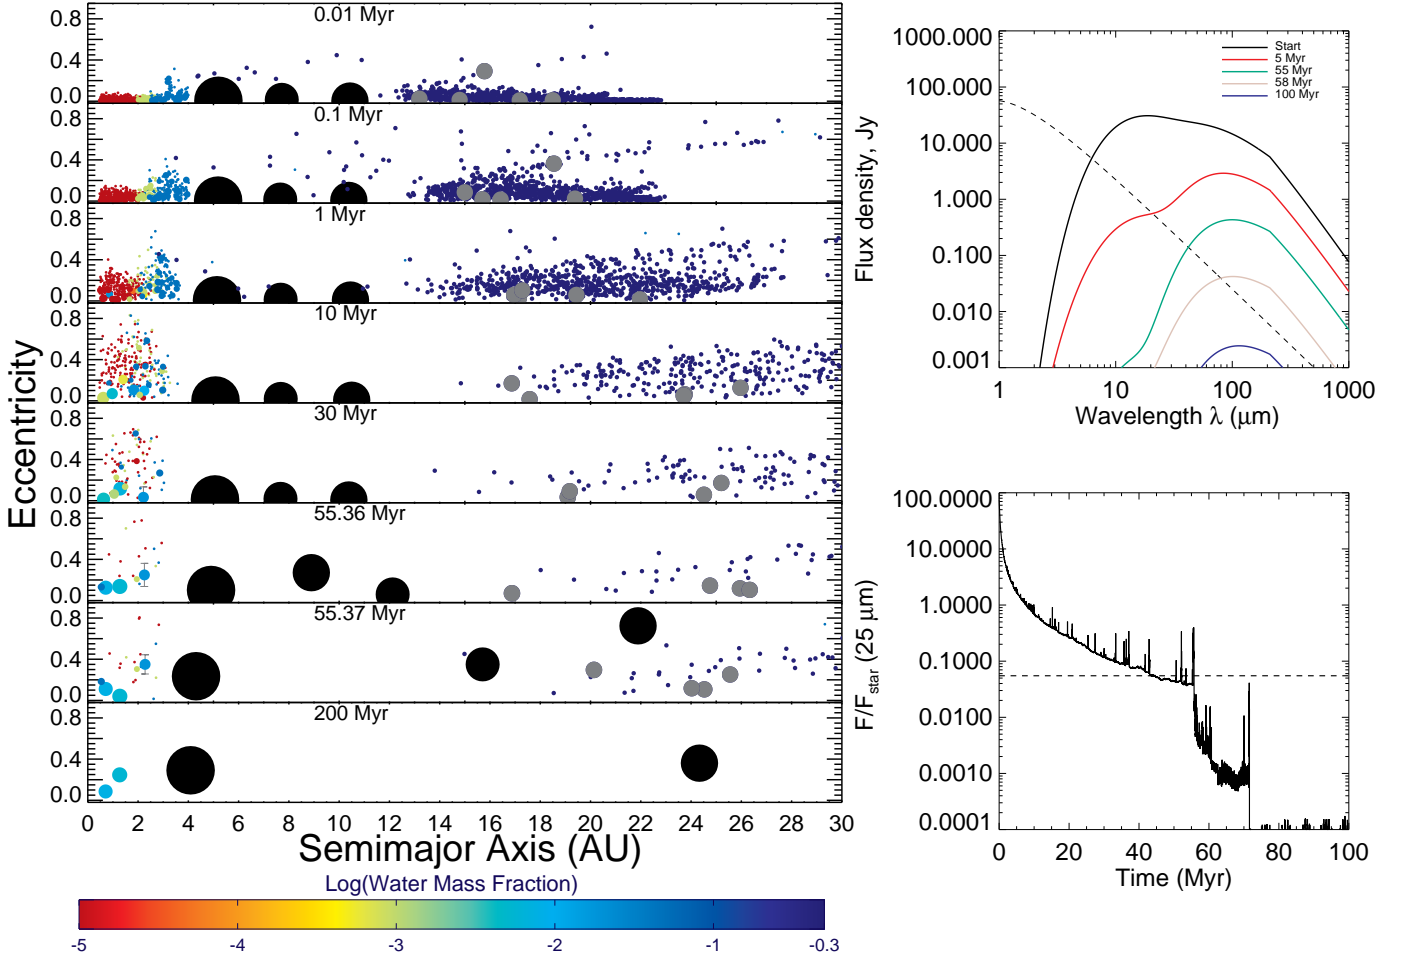 0.01 Myr
0.8
0.4
0.0
0.1 Myr
0.8
0.4
0.0
1 Myr
0.8
0.4
0.0
10 Myr
0.8
0.4
0.0
30 Myr
0.8
0.4
0.0
55.36 Myr
0.8
0.4
0.0
55.37 Myr
0.8
0.4
0.0
200 Myr
0.8
0.4
0.0
Eccentricity
0 2 4 6 8 10 12 14 16 18 20 22 24 26 28 30
Semimajor Axis (AU)
Log(Water Mass Fraction)
-5 -4 -3 -2 -1 -0.3
1000.000
100.000
10.000
1.000
0.100
0.010
0.001
Flux density, Jy
Start
5 Myr
55 Myr
58 Myr
100 Myr
1 10 100 1000
Wavelength λ (μm)
100.0000
10.0000
1.0000
0.1000
0.0100
0.0010
0.0001
F/Fstar (25 μm)
0 20 40 60 80 100
Time (Myr)